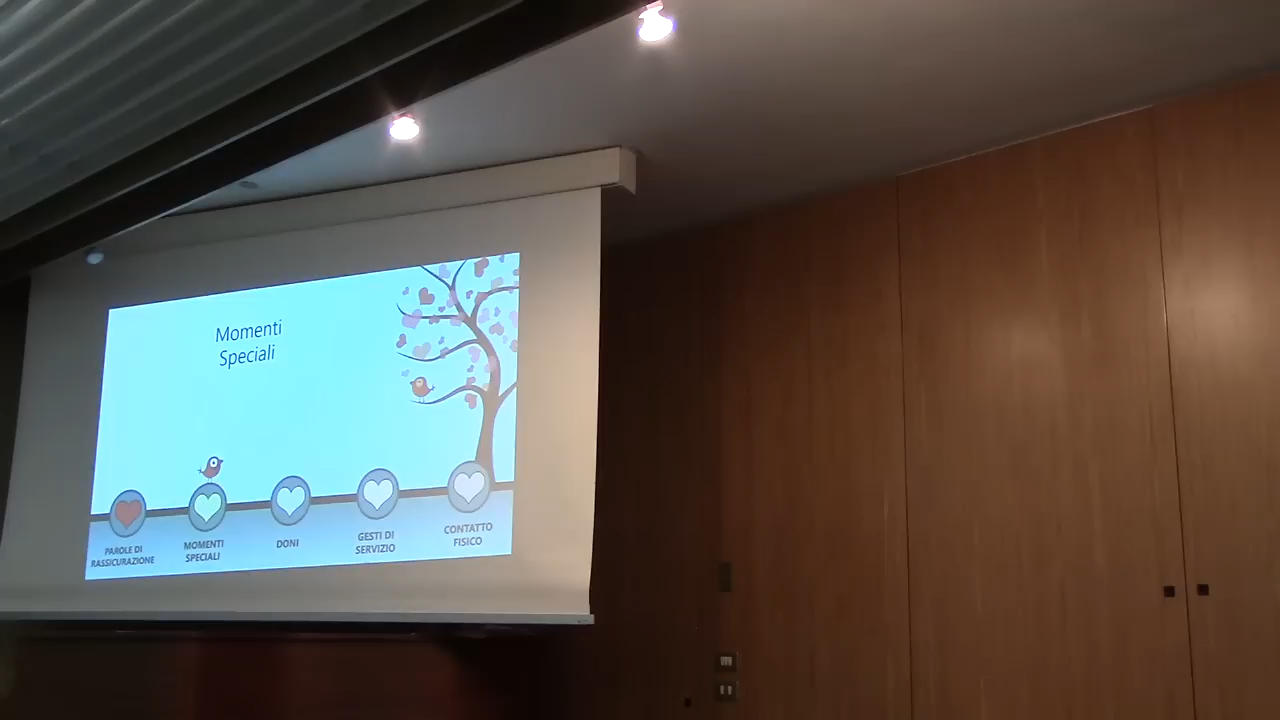 Momenti
Speciali
PAROLE DI
RASSICURAZIONE
MOMENTI
SPECIALI
DONI
GESTI DI
SERVIZIO
CONTATTO
FISICO